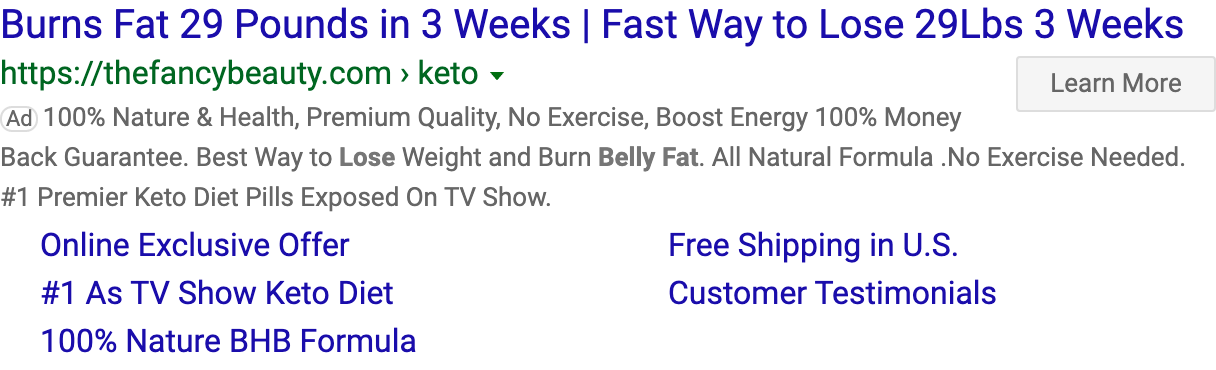 Burns Fat 29 Pounds in 3 Weeks | Fast Way to Lose 29Lbs 3 Weeks
https://thefancybeauty.com › keto
Learn More
Ad 100% Nature & Health, Premium Quality, No Exercise, Boost Energy 100% Money
Back Guarantee. Best Way to Lose Weight and Burn Belly Fat. All Natural Formula .No Exercise Needed.
#1 Premier Keto Diet Pills Exposed On TV Show.
Online Exclusive Offer
Free Shipping in U.S.
#1 As TV Show Keto Diet
Customer Testimonials
100% Nature BHB Formula